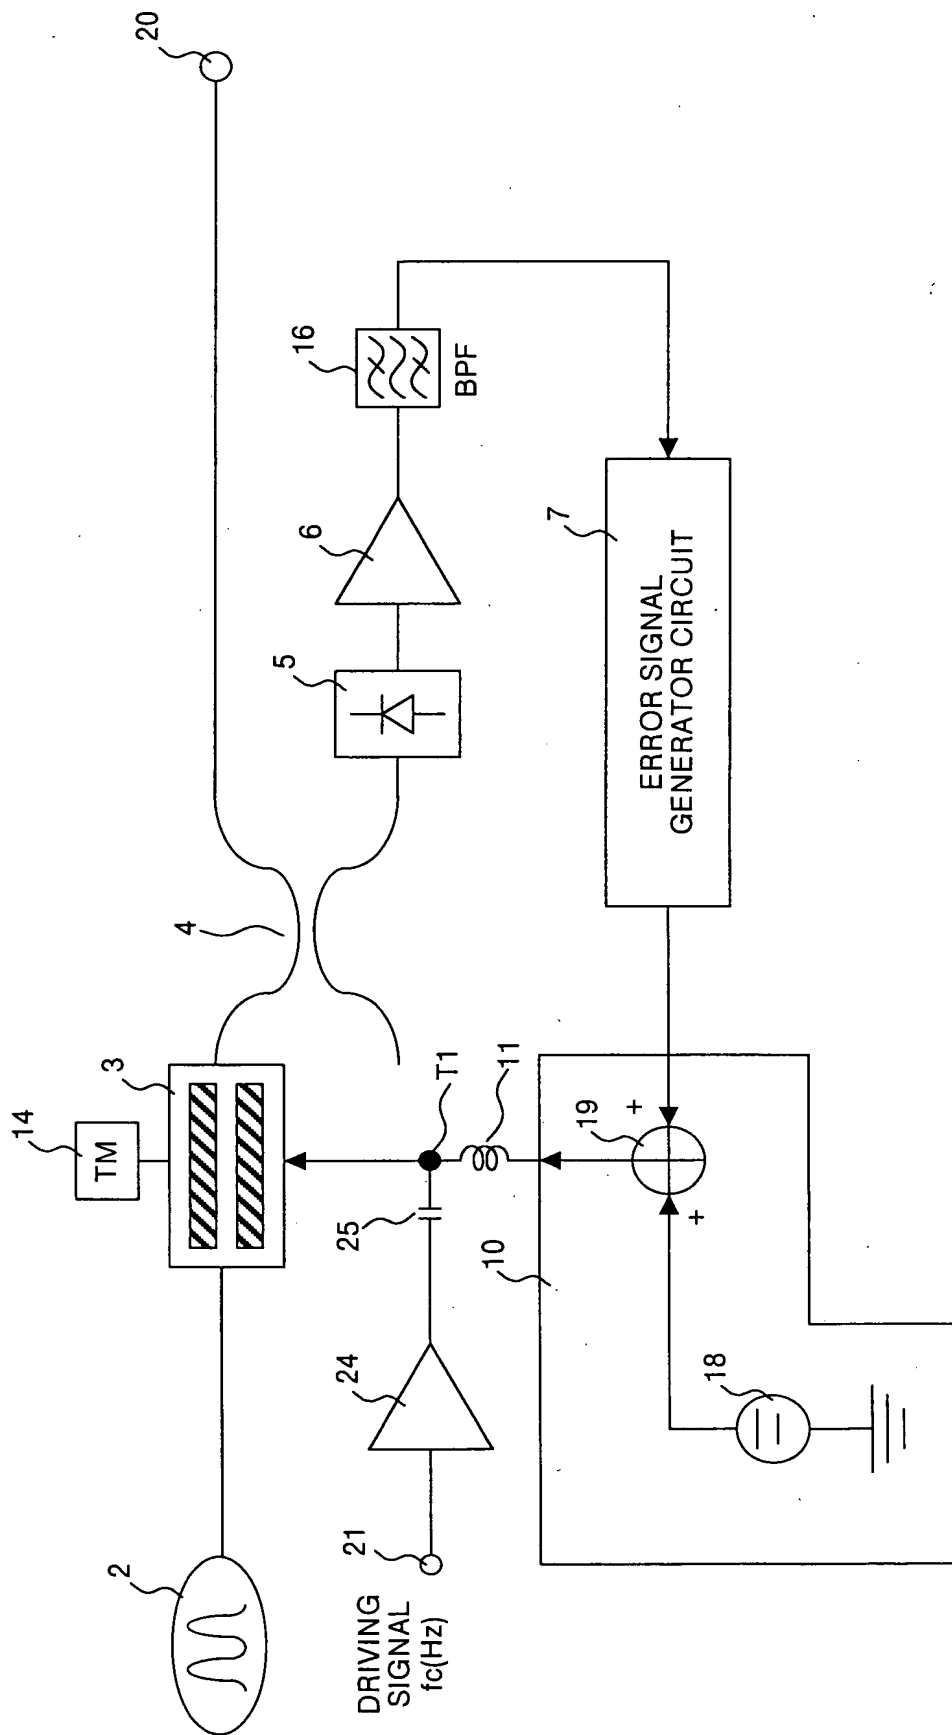 14
TM
2
3
20
4
5
6
16
BPF
21
24
25
T1
DRIVING
SIGNAL
fc(Hz)
11
10
7
19
+
ERROR SIGNAL
GENERATOR CIRCUIT
+
18